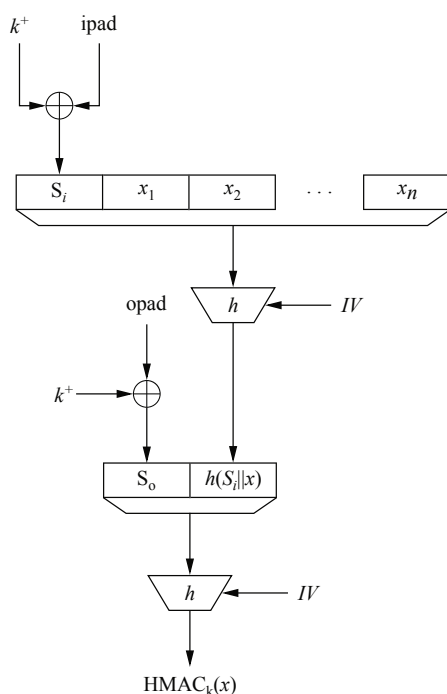 k⁺ ipad
Sᵢ x₁ x₂ . . . xₙ
h IV
opad
k⁺
Sₒ h(Sᵢ||x)
h IV
HMACₖ(x)